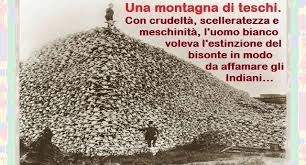 Una montagna di teschi.
Con crudeltà, scelleratezza e
meschinità, l'uomo bianco
voleva l'estinzione del
bisonte in modo
da affamare gli
Indiani...